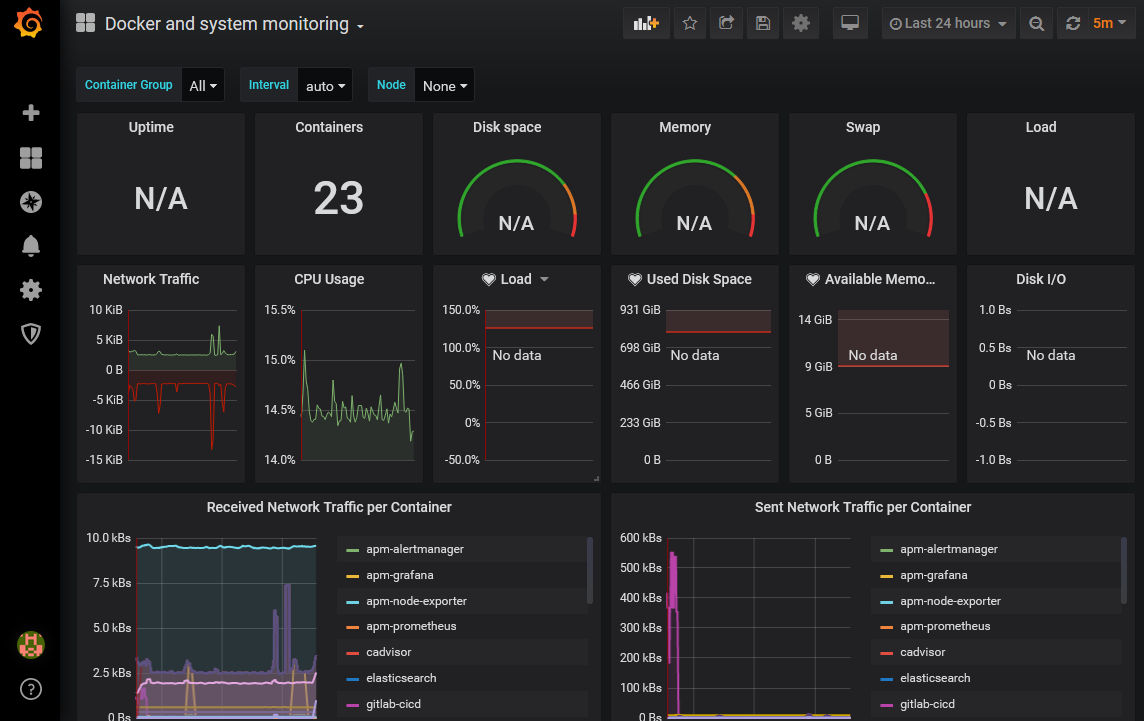 Docker and system monitoring
Last 24 hours
5m
Container Group All
Interval auto
Node None
Uptime
N/A
Containers
23
Disk space
N/A
Memory
N/A
Swap
N/A
Load
N/A
Network Traffic
10 KiB
5 KiB
0 B
-5 KiB
-10 KiB
-15 KiB
CPU Usage
15.5%
15.0%
14.5%
14.0%
Load
150.0%
100.0%
50.0%
0%
-50.0%
No data
Used Disk Space
931 GiB
698 GiB
466 GiB
233 GiB
0 B
No data
Available Memo...
14 GiB
9 GiB
5 GiB
0 B
No data
Disk I/O
1.0 Bs
0.5 Bs
0 Bs
-0.5 Bs
-1.0 Bs
No data
Received Network Traffic per Container
10.0 kBs
7.5 kBs
5.0 kBs
2.5 kBs
0 Bs
apm-alertmanager
apm-grafana
apm-node-exporter
apm-prometheus
cadvisor
elasticsearch
gitlab-cicd
Sent Network Traffic per Container
600 kBs
500 kBs
400 kBs
300 kBs
200 kBs
100 kBs
0 Bs
apm-alertmanager
apm-grafana
apm-node-exporter
apm-prometheus
cadvisor
elasticsearch
gitlab-cicd